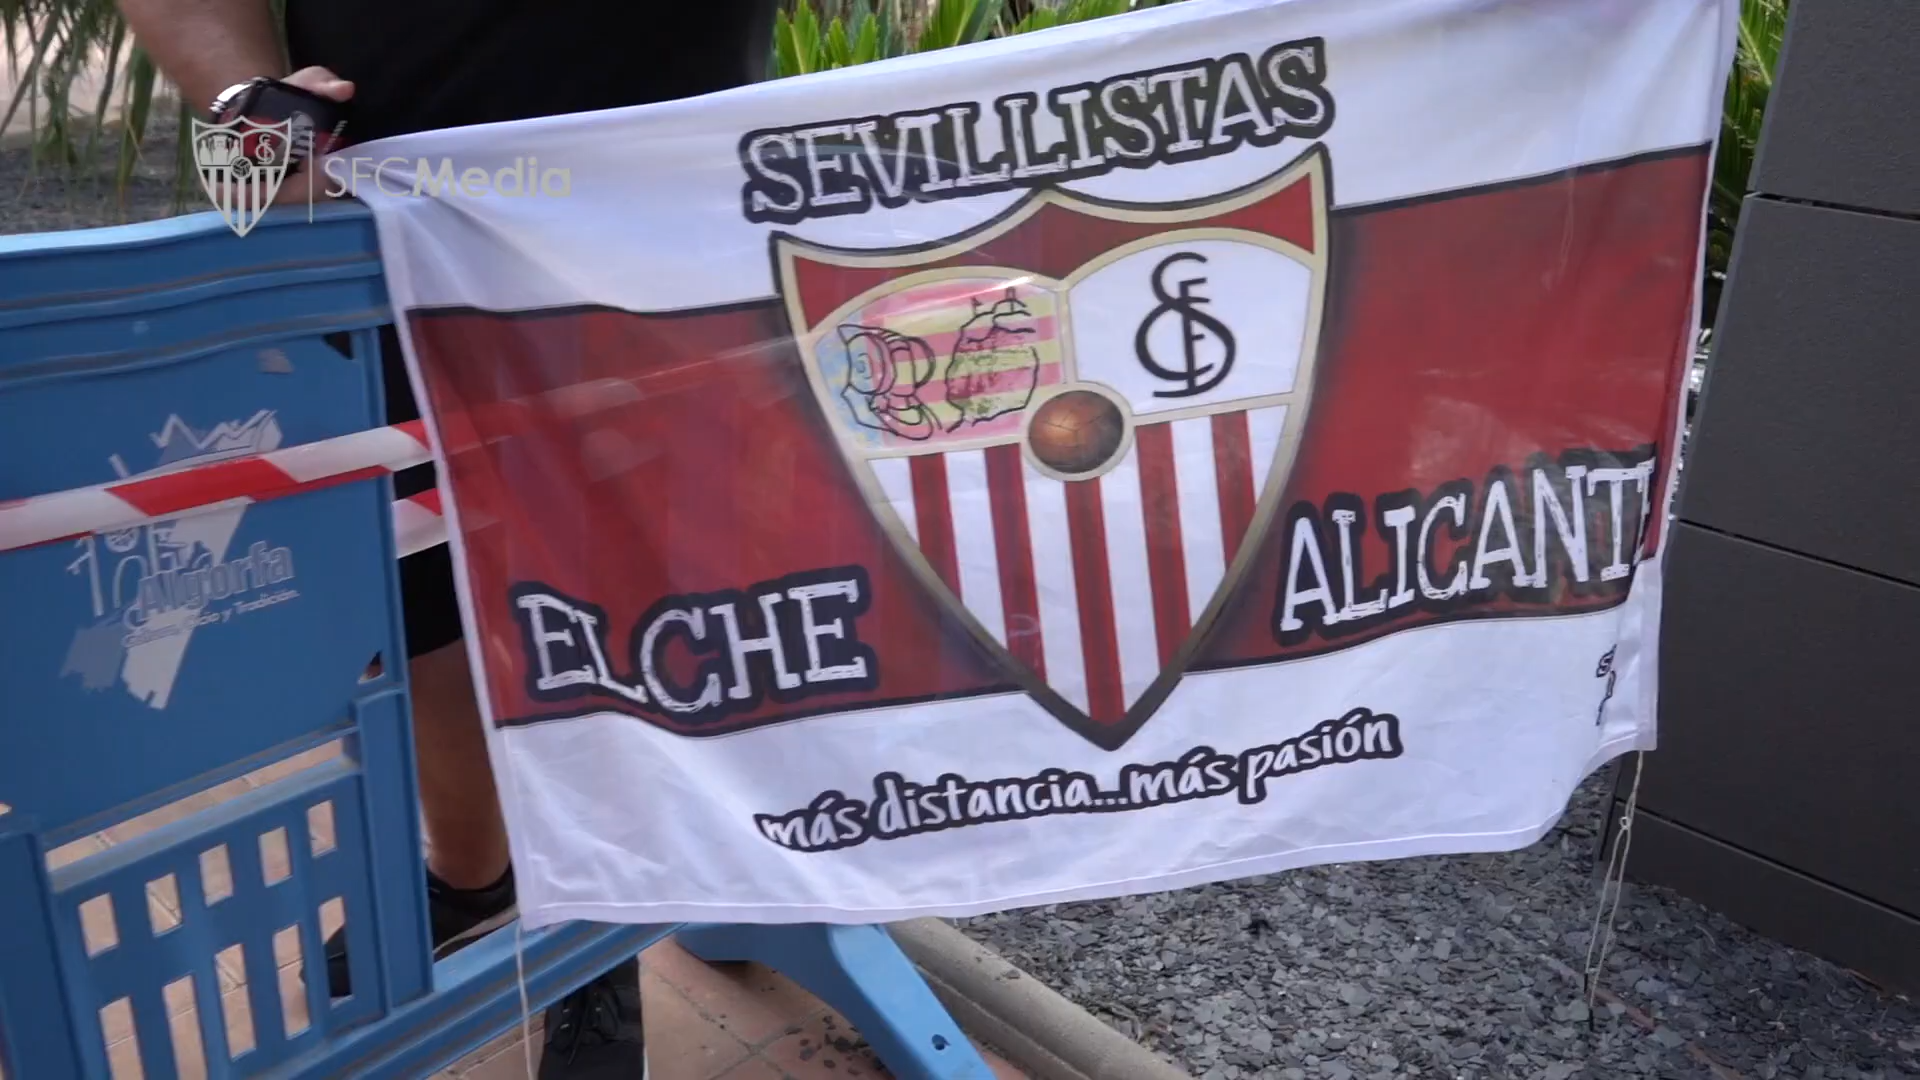 SFCMedia
SEVILLISTAS
ELCHE
ALICANTE
más distancia...más pasión
Algorfa